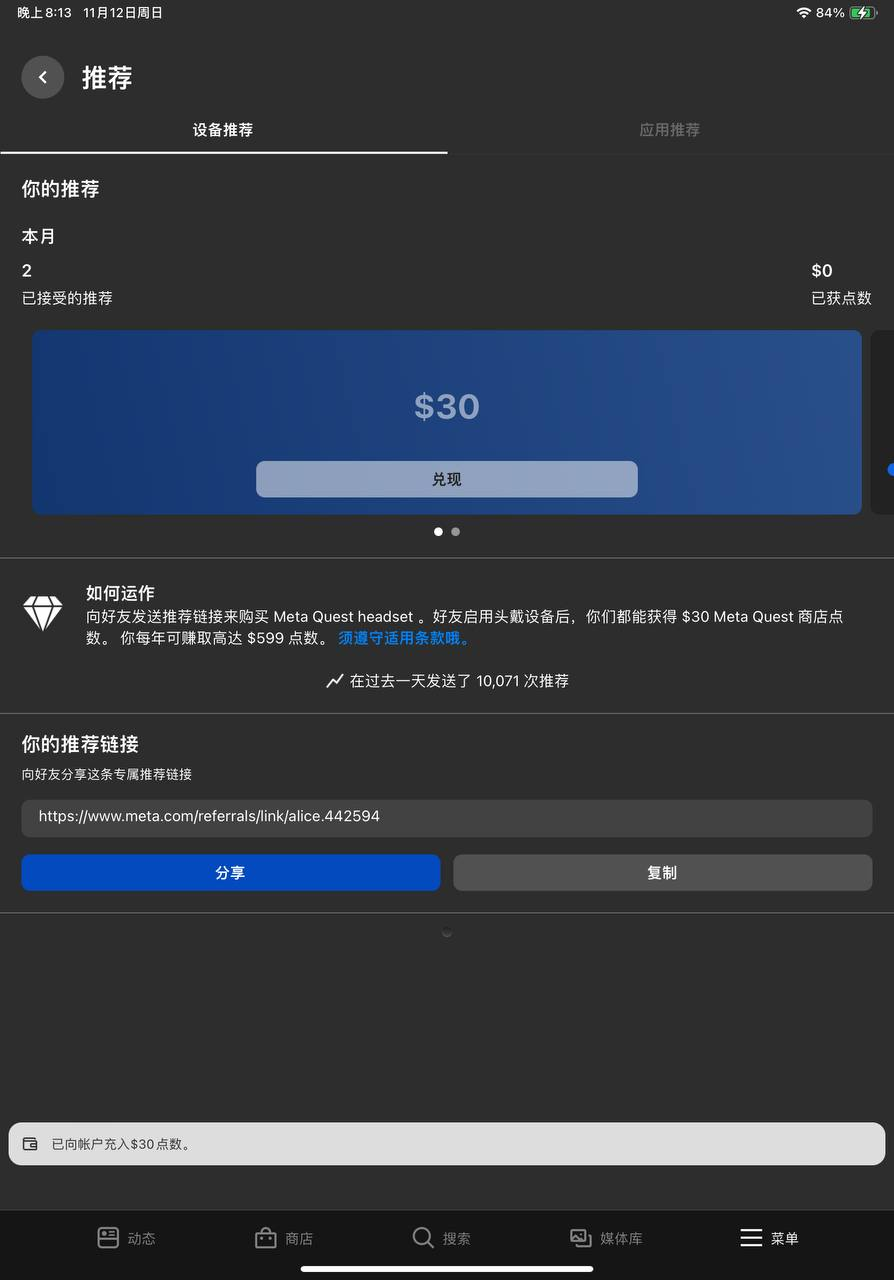 晚上8:13 11月12日周日
84%
推荐
设备推荐
应用推荐
你的推荐
本月
2
$0
已接受的推荐
已获点数
$30
兑现
如何运作
向好友发送推荐链接来购买 Meta Quest headset 。好友启用头戴设备后，你们都能获得 $30 Meta Quest 商店点
数。 你每年可赚取高达 $599 点数。 须遵守适用条款哦。
在过去一天发送了 10,071 次推荐
你的推荐链接
向好友分享这条专属推荐链接
https://www.meta.com/referrals/link/alice.442594
分享
复制
已向帐户充入$30点数。
动态
商店
搜索
媒体库
菜单